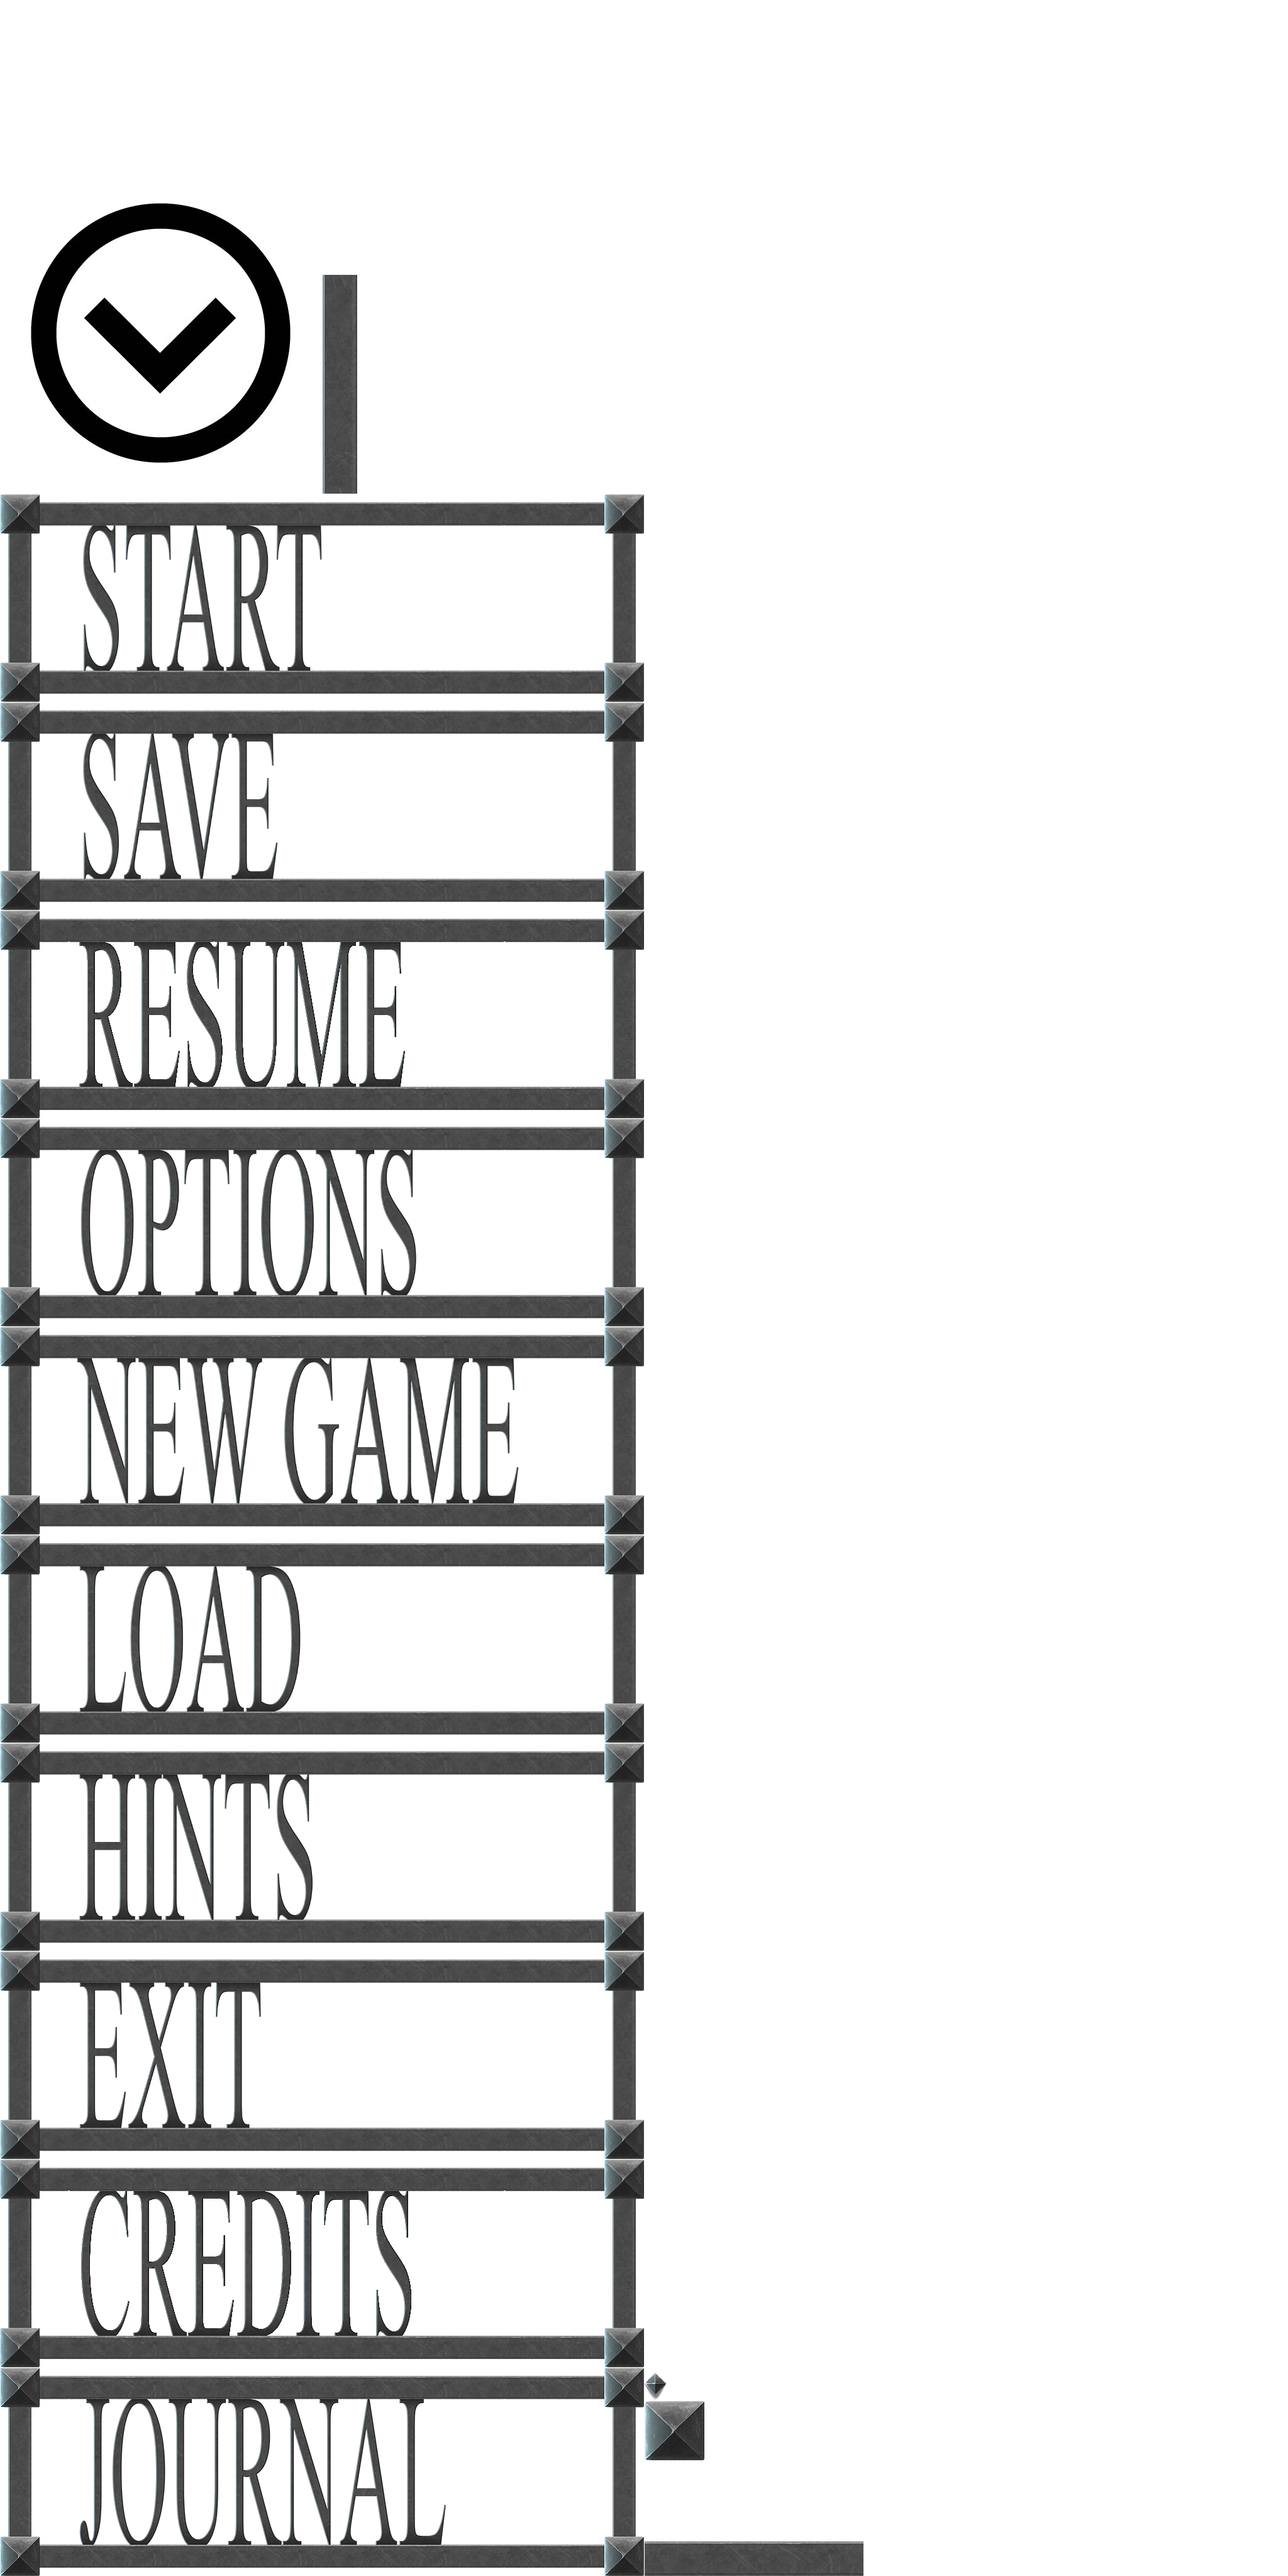 START
SAVE
RESUME
OPTIONS
NEW GAME
LOAD
HINTS
EXIT
CREDITS
JOURNAL